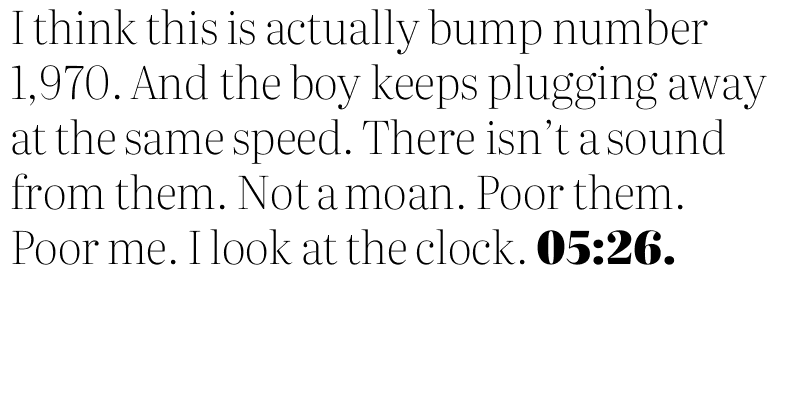 I think this is actually bump number
1,970. And the boy keeps plugging away
at the same speed. There isn’t a sound
from them. Not a moan. Poor them.
Poor me. I look at the clock. 05:26.